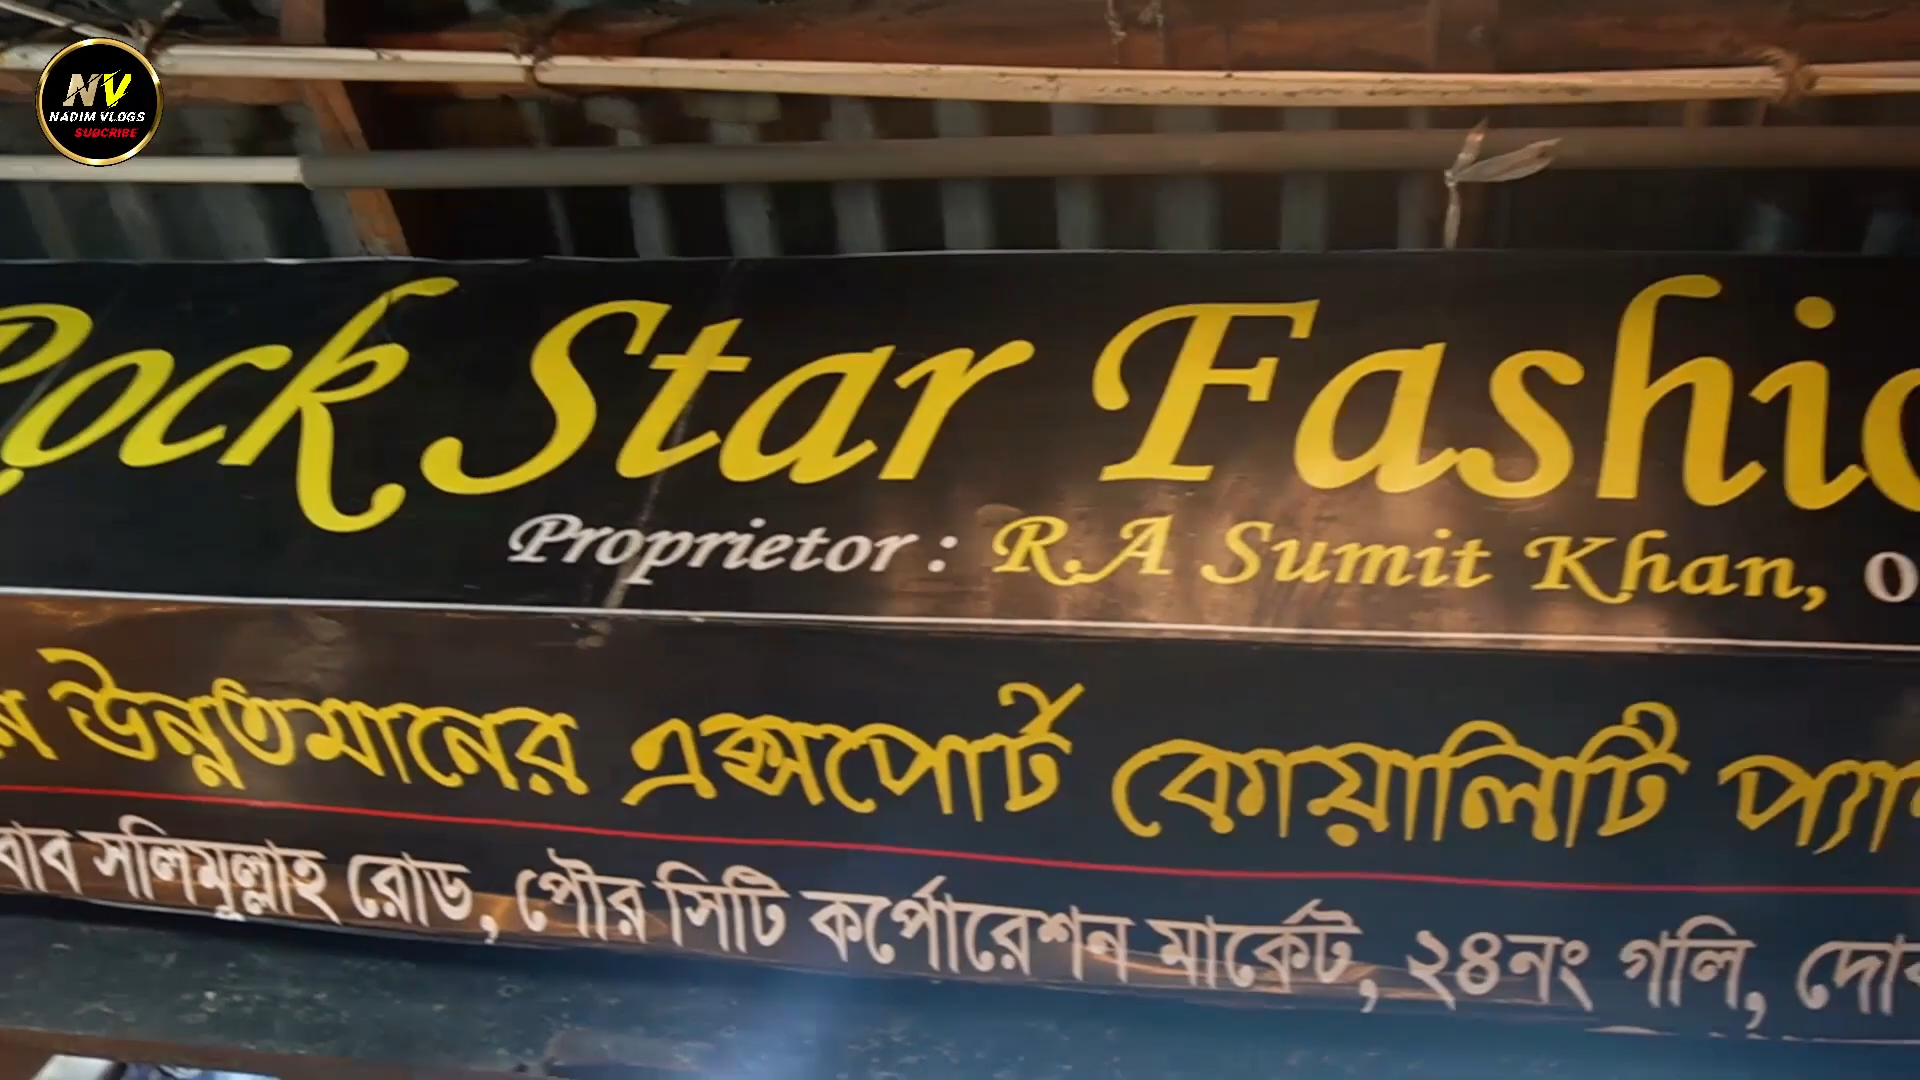 NV
NADIM VLOGS
SUBCRIBE
Rock Star Fashio
Proprietor : R.A Sumit Khan, 0
উন্নতমানের এক্সপোর্ট কোয়ালিটি প্যা
বাব সলিমুল্লাহ রোড, পৌর সিটি কর্পোরেশন মার্কেট, ২৪নং গলি, দোক